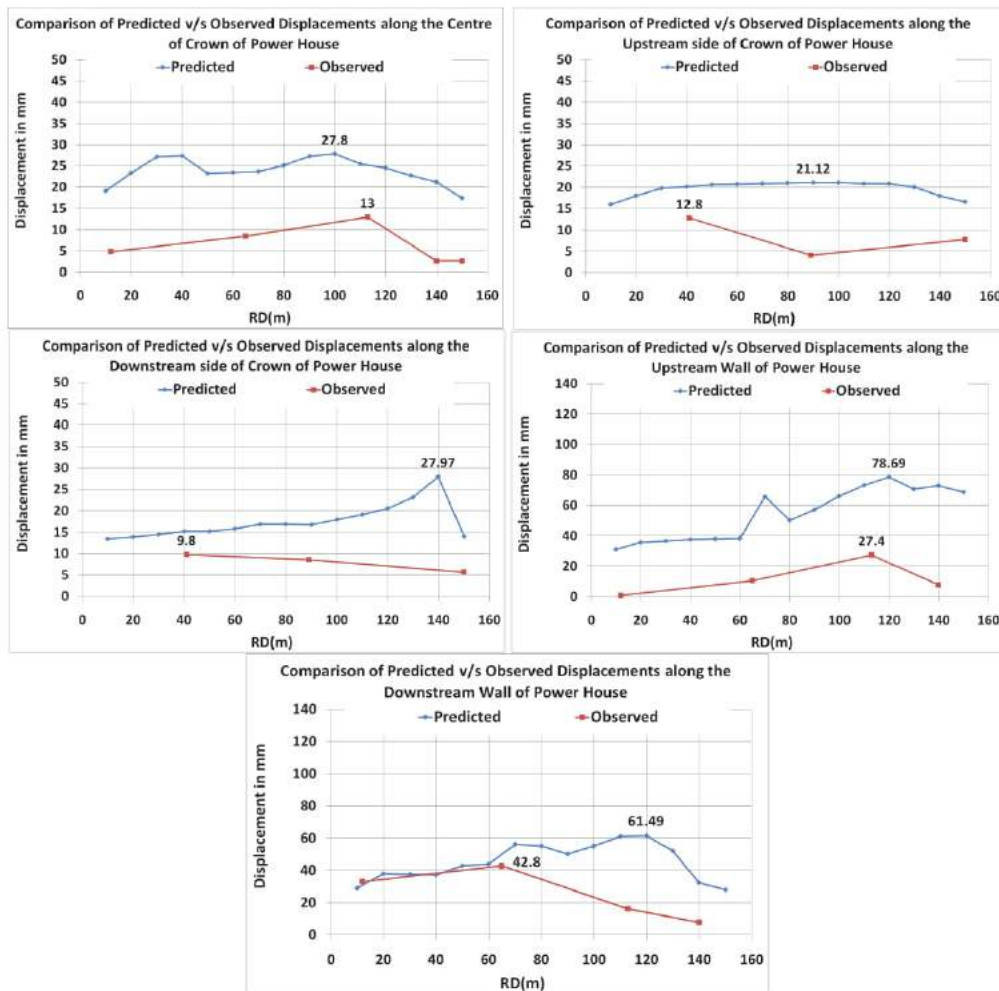 Comparison of Predicted v/s Observed Displacements along the Centre
of Crown of Power House
Predicted Observed
50
45
40
35
30
25
20
15
10
5
0
Displacement in mm
27.8
13
0 20 40 60 80 100 120 140 160
RD(m)
Comparison of Predicted v/s Observed Displacements along the
Upstream side of Crown of Power House
Predicted Observed
50
45
40
35
30
25
20
15
10
5
0
Displacement in mm
21.12
12.8
0 20 40 60 80 100 120 140 160
RD(m)
Comparison of Predicted v/s Observed Displacements along the
Downstream side of Crown of Power House
Predicted Observed
50
45
40
35
30
25
20
15
10
5
0
Displacement in mm
27.97
9.8
0 20 40 60 80 100 120 140 160
RD(m)
Comparison of Predicted v/s Observed Displacements along the
Upstream Wall of Power House
Predicted Observed
140
120
100
80
60
40
20
0
Displacement in mm
78.69
27.4
0 20 40 60 80 100 120 140 160
RD(m)
Comparison of Predicted v/s Observed Displacements along the
Downstream Wall of Power House
Predicted Observed
140
120
100
80
60
40
20
0
Displacement in mm
61.49
42.8
0 20 40 60 80 100 120 140 160
RD(m)